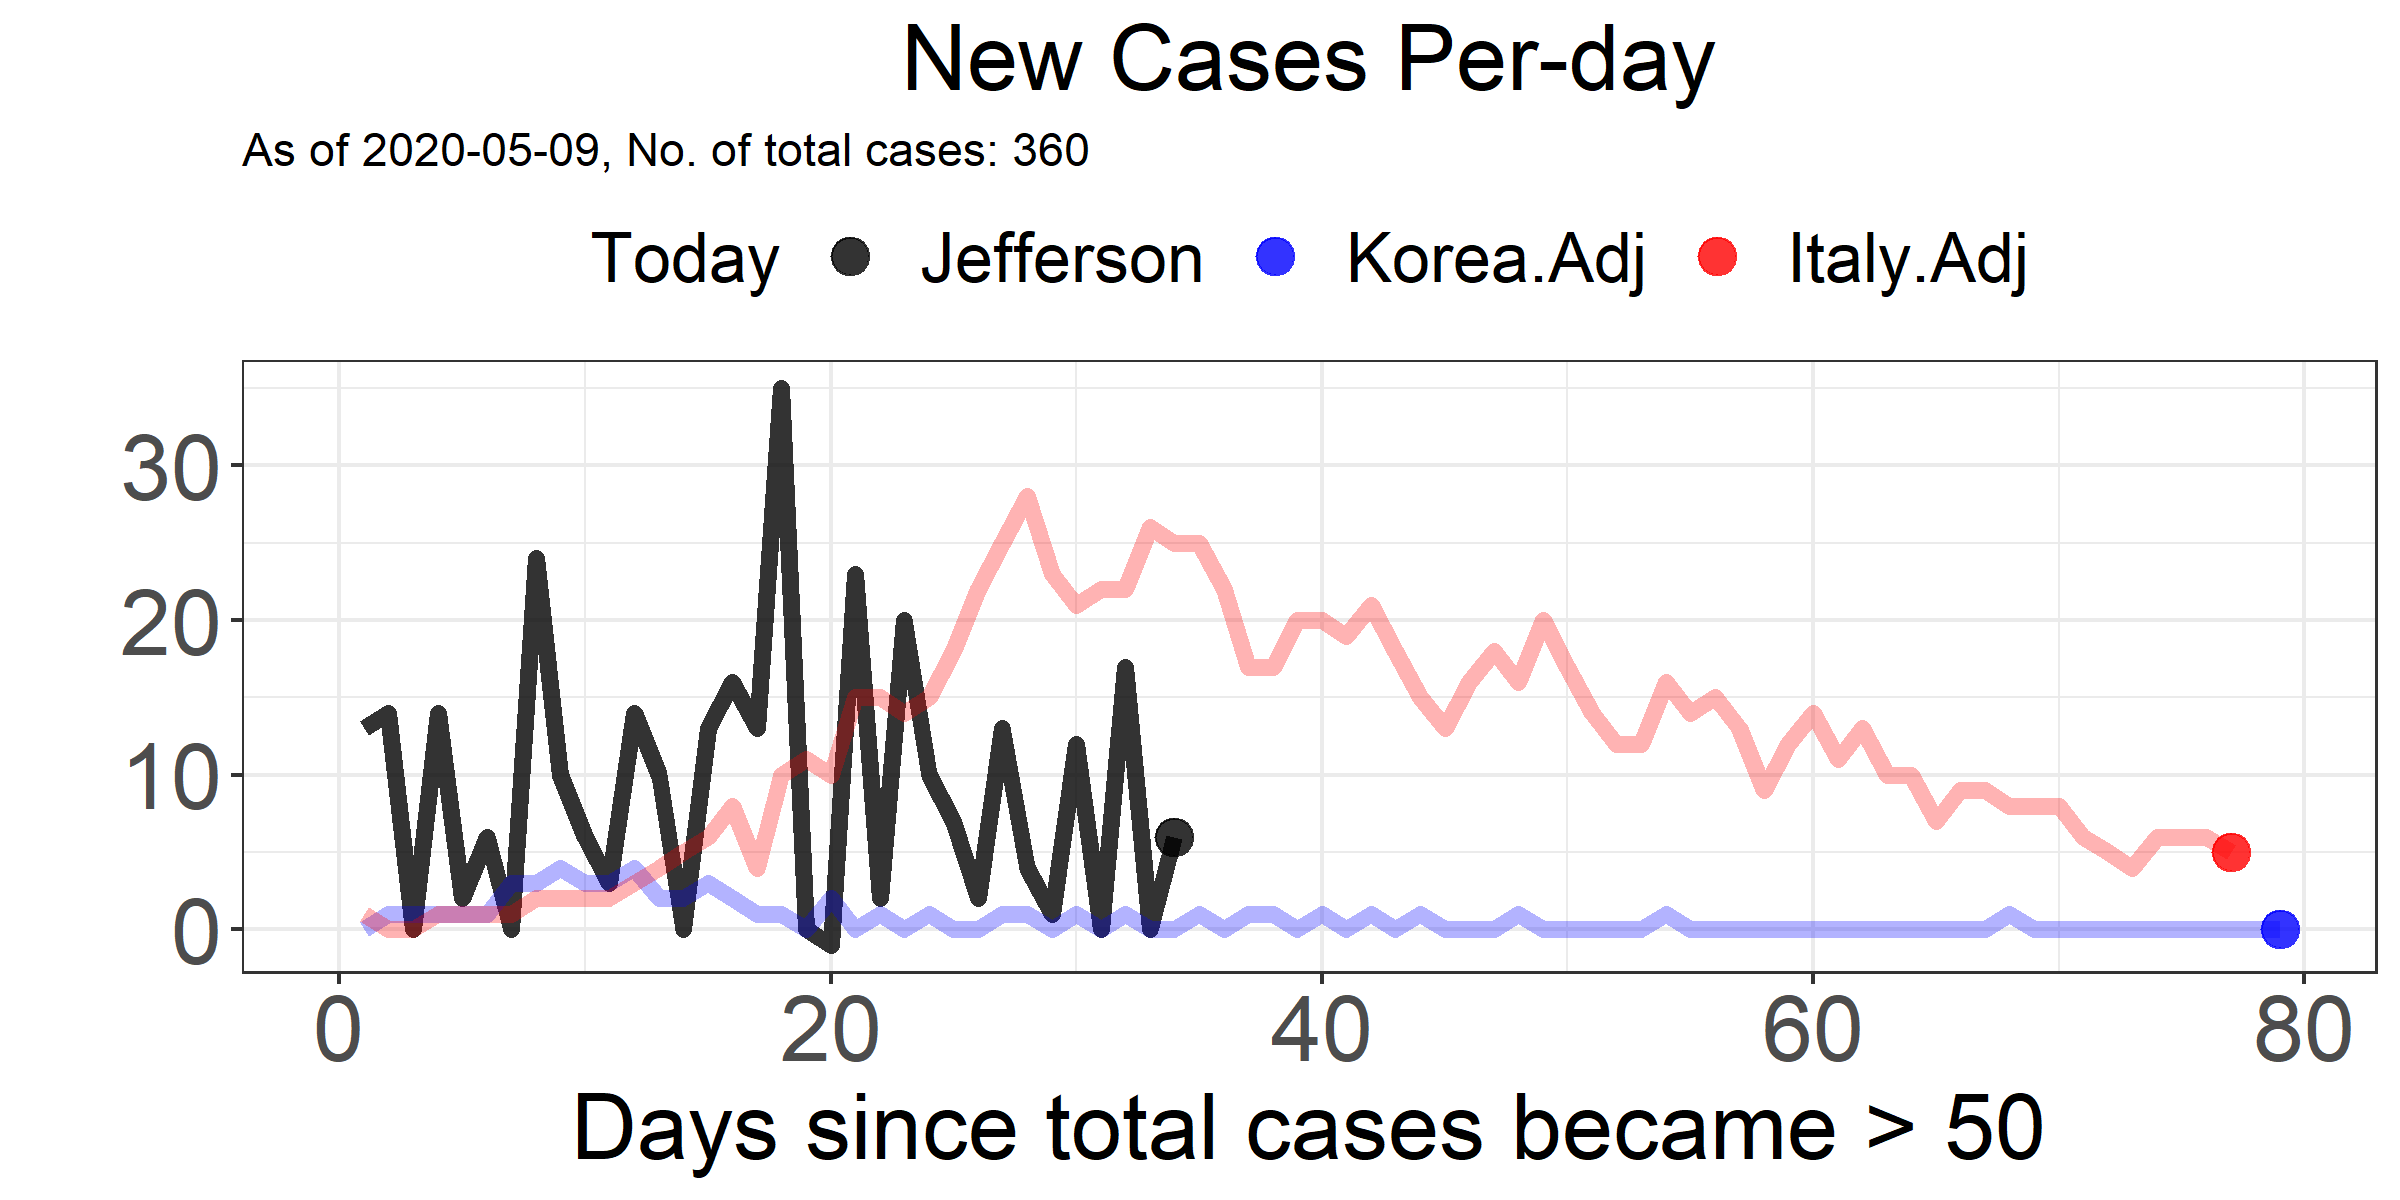 New Cases Per-day
As of 2020-05-09, No. of total cases: 360
Today Jefferson Korea.Adj Italy.Adj
30
20
10
0
0 20 40 60 80
Days since total cases became > 50